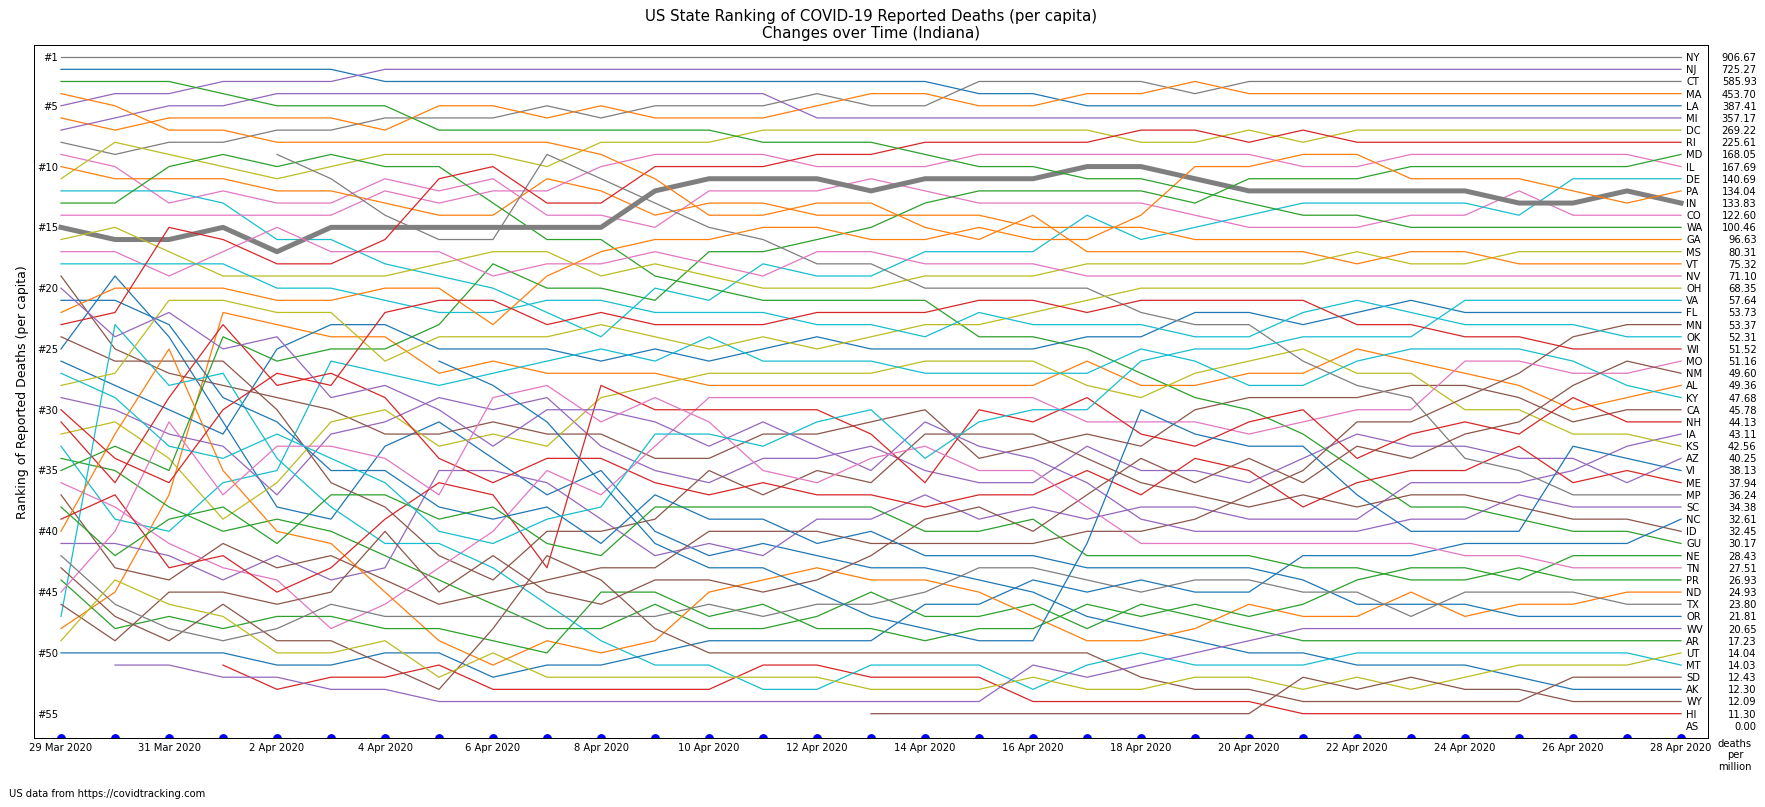 US State Ranking of COVID-19 Reported Deaths (per capita)
Changes over Time (Indiana)
Ranking of Reported Deaths (per capita)
#1
#5
#10
#15
#20
#25
#30
#35
#40
#45
#50
#55
NY 906.67
NJ 725.27
CT 585.93
MA 453.70
LA 387.41
MI 357.17
DC 269.22
RI 225.61
MD 168.05
IL 167.69
DE 140.69
PA 134.04
IN 133.83
CO 122.60
WA 100.46
GA 96.63
MS 80.31
VT 75.32
NV 71.10
OH 68.35
VA 57.64
FL 53.73
MN 53.37
OK 52.31
WI 51.52
MO 51.16
NM 49.60
AL 49.36
KY 47.68
CA 45.78
NH 44.13
IA 43.11
KS 42.56
AZ 40.25
VI 38.13
ME 37.94
MP 36.24
SC 34.38
NC 32.61
ID 32.45
GU 30.17
NE 28.43
TN 27.51
PR 26.93
ND 24.93
TX 23.80
OR 21.81
WV 20.65
AR 17.23
UT 14.04
MT 14.03
SD 12.43
AK 12.30
WY 12.09
HI 11.30
AS 0.00
29 Mar 2020 31 Mar 2020 2 Apr 2020 4 Apr 2020 6 Apr 2020 8 Apr 2020 10 Apr 2020 12 Apr 2020 14 Apr 2020 16 Apr 2020 18 Apr 2020 20 Apr 2020 22 Apr 2020 24 Apr 2020 26 Apr 2020 28 Apr 2020
deaths
per
million
US data from https://covidtracking.com